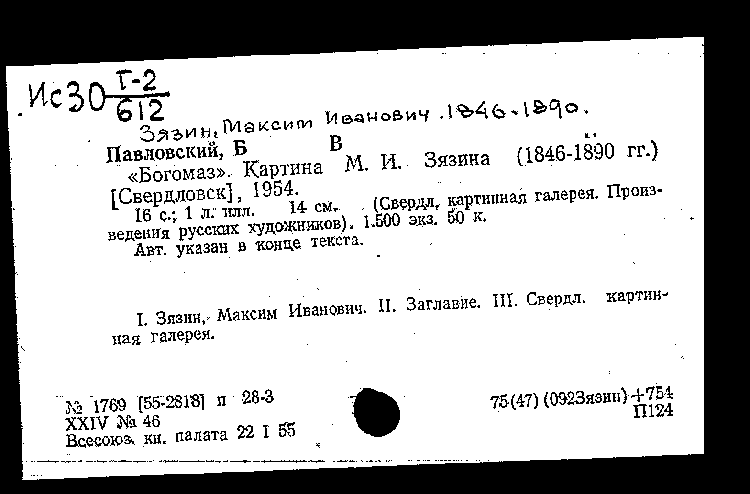 Ис30 Т-2
612
Зязин, Максим Иванович. 1846-1890.
Павловский, Б В
«Богомаз». Картина М. И. Зязина (1846-1890 гг.)
[Свердловск], 1954.
16 с.; 1 л. илл. 14 см. (Свердл. картинная галерея. Произ-
ведения русских художников). 1.500 экз. 50 к.
Авт. указан в конце текста.
I. Зязин, Максим Иванович. II. Заглавие. III. Свердл. картин-
ная галерея.
№ 1769 [55-2818] п 28-3
XXIV № 46
Всесоюз. кн. палата 22 I 55
75(47)(092Зязин)+754
П124